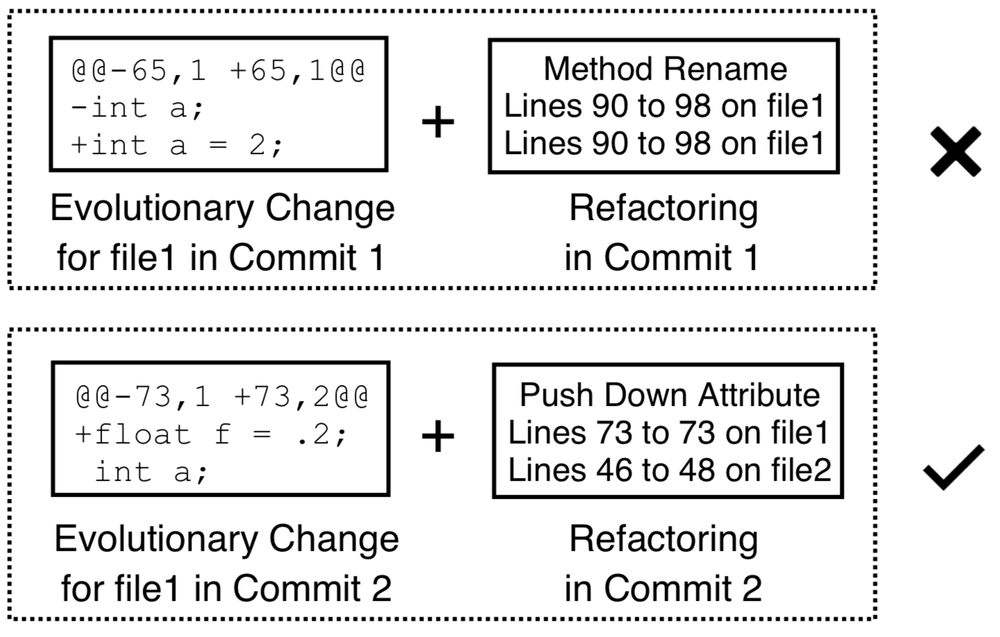 @@-65,1 +65,1@@
-int a;
+int a = 2;
+
Method Rename
Lines 90 to 98 on file1
Lines 90 to 98 on file1
Evolutionary Change
for file1 in Commit 1
Refactoring
in Commit 1
@@-73,1 +73,2@@
+float f = .2;
 int a;
+
Push Down Attribute
Lines 73 to 73 on file1
Lines 46 to 48 on file2
Evolutionary Change
for file1 in Commit 2
Refactoring
in Commit 2